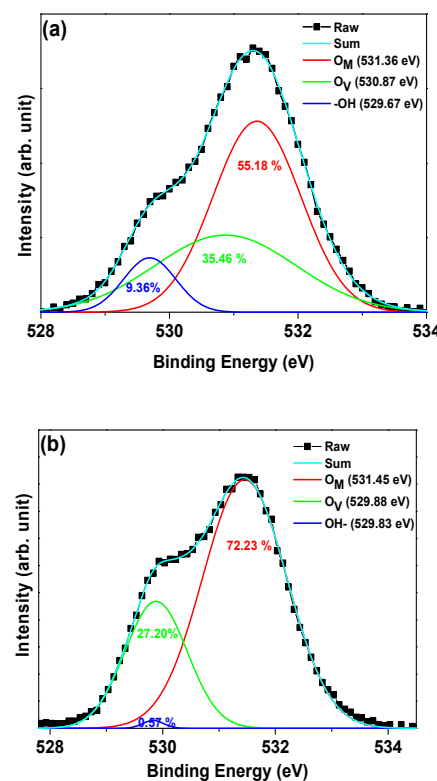 (a)
Raw
Sum
O_M (531.36 eV)
O_V (530.87 eV)
-OH (529.67 eV)
55.18 %
35.46 %
9.36%
Intensity (arb. unit)
528 530 532 534
Binding Energy (eV)
(b)
Raw
Sum
O_M (531.45 eV)
O_V (529.88 eV)
OH- (529.83 eV)
72.23 %
27.20%
0.57 %
Intensity (arb. unit)
528 530 532 534
Binding Energy (eV)